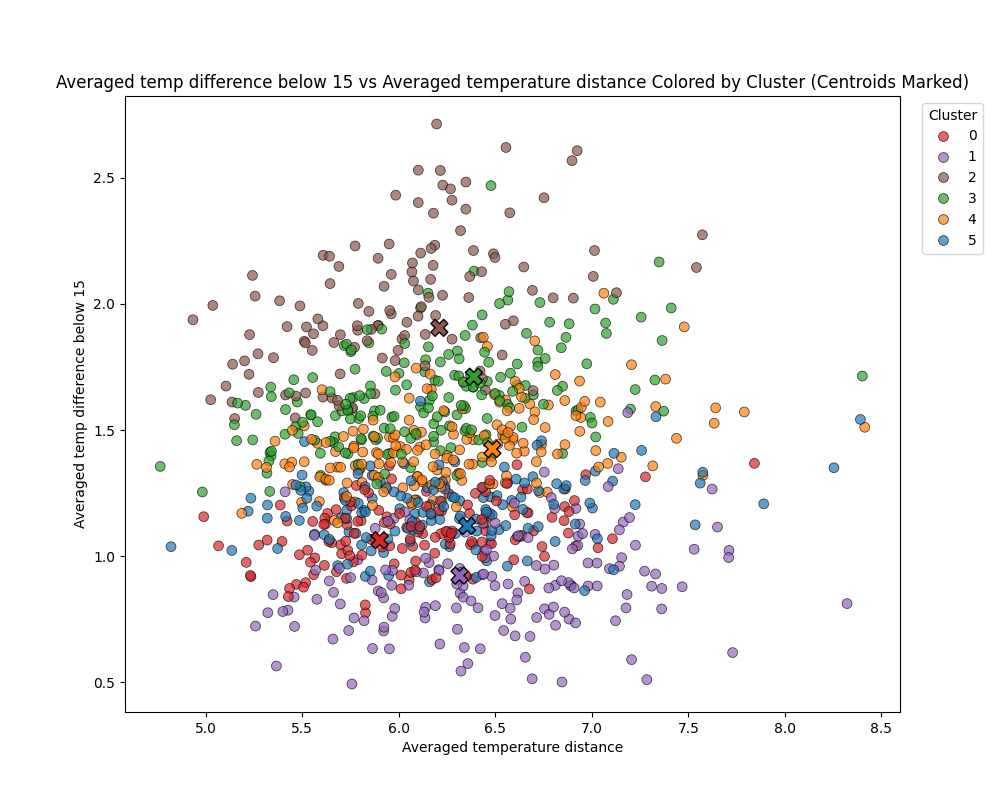 Averaged temp difference below 15 vs Averaged temperature distance Colored by Cluster (Centroids Marked)
Cluster
0
1
2
3
4
5
Averaged temp difference below 15
2.5
2.0
1.5
1.0
0.5
5.0 5.5 6.0 6.5 7.0 7.5 8.0 8.5
Averaged temperature distance